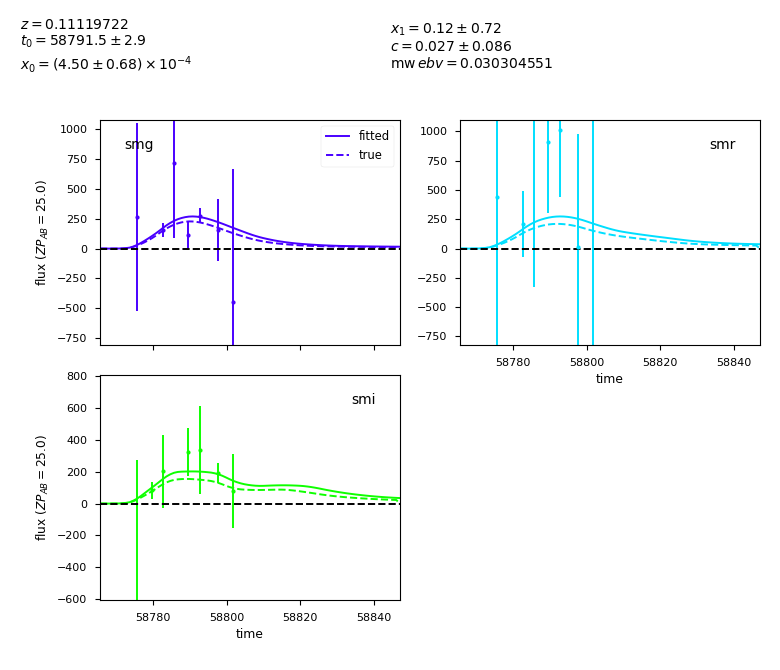 z = 0.11119722
t₀ = 58791.5 ± 2.9
x₀ = (4.50 ± 0.68) × 10⁻⁴
x₁ = 0.12 ± 0.72
c = 0.027 ± 0.086
mw ebv = 0.030304551
smg
fitted
true
1000
750
500
250
0
−250
−500
−750
flux (ZP_AB = 25.0)
smr
1000
750
500
250
0
−250
−500
−750
58780 58800 58820 58840
time
smi
800
600
400
200
0
−200
−400
−600
flux (ZP_AB = 25.0)
58780 58800 58820 58840
time